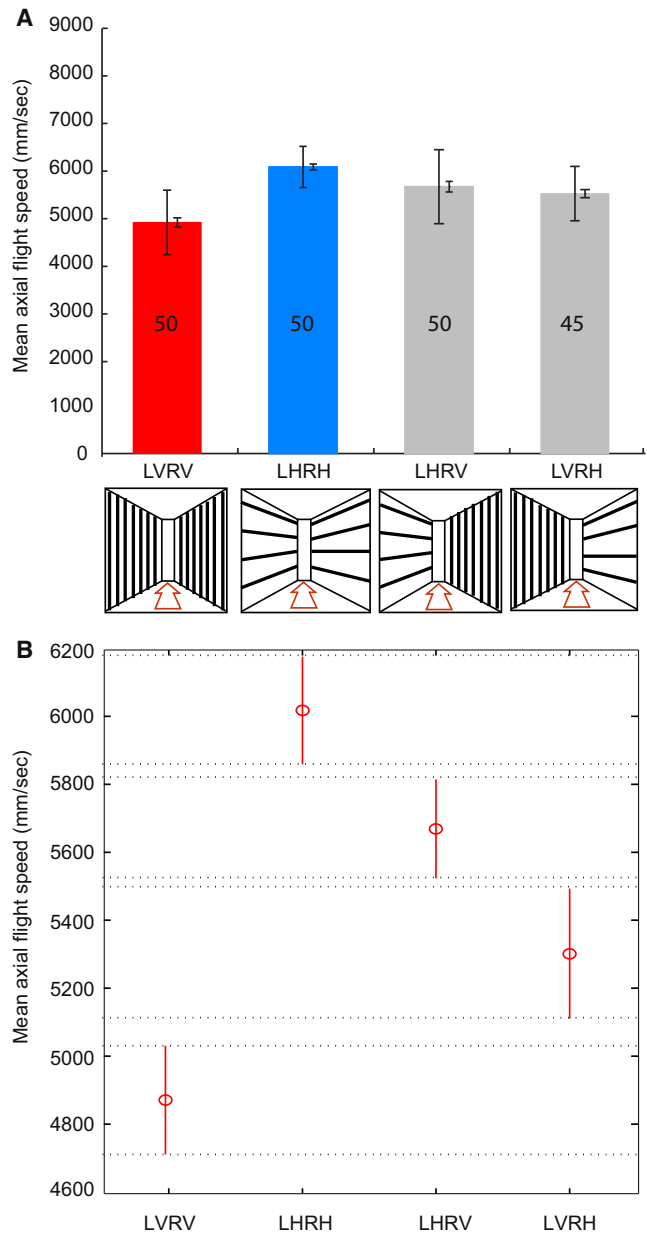 A
Mean axial flight speed (mm/sec)
9000
8000
7000
6000
5000
4000
3000
2000
1000
0
50
50
50
45
LVRV
LHRH
LHRV
LVRH
B
Mean axial flight speed (mm/sec)
6200
6000
5800
5600
5400
5200
5000
4800
4600
LVRV
LHRH
LHRV
LVRH